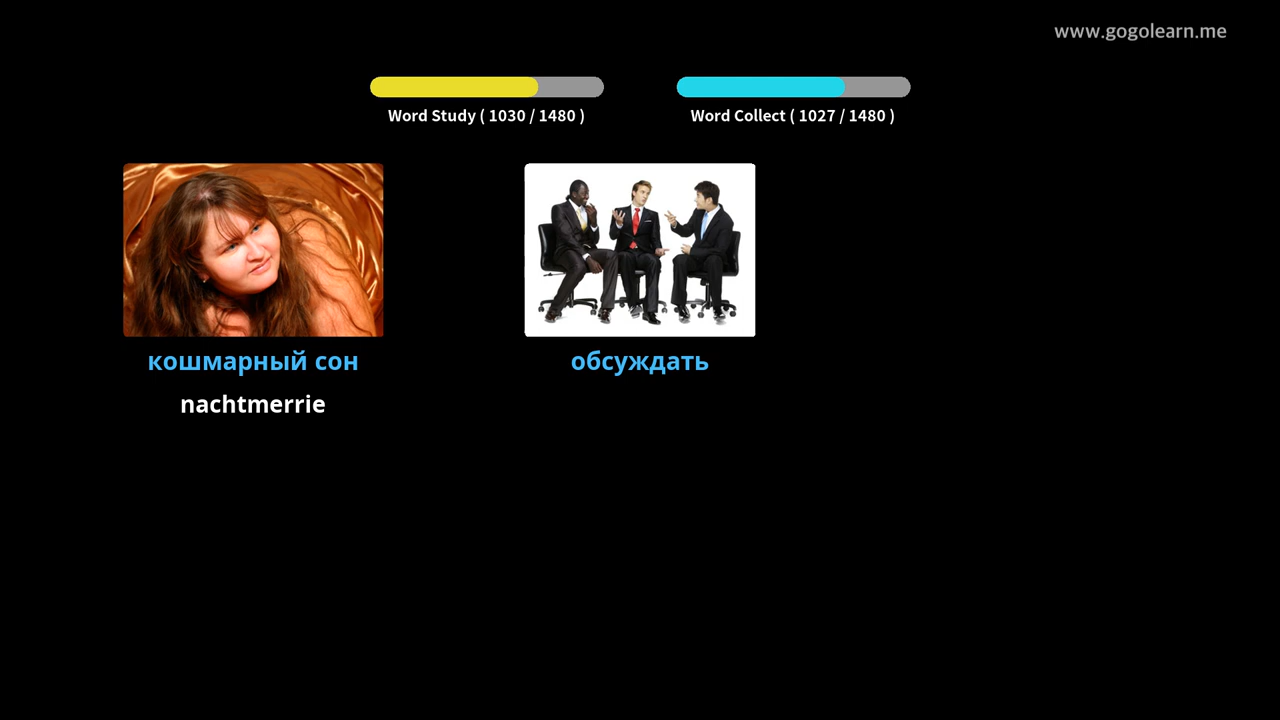 www.gogolearn.me
Word Study ( 1030 / 1480 )
Word Collect ( 1027 / 1480 )
кошмарный сон
обсуждать
nachtmerrie